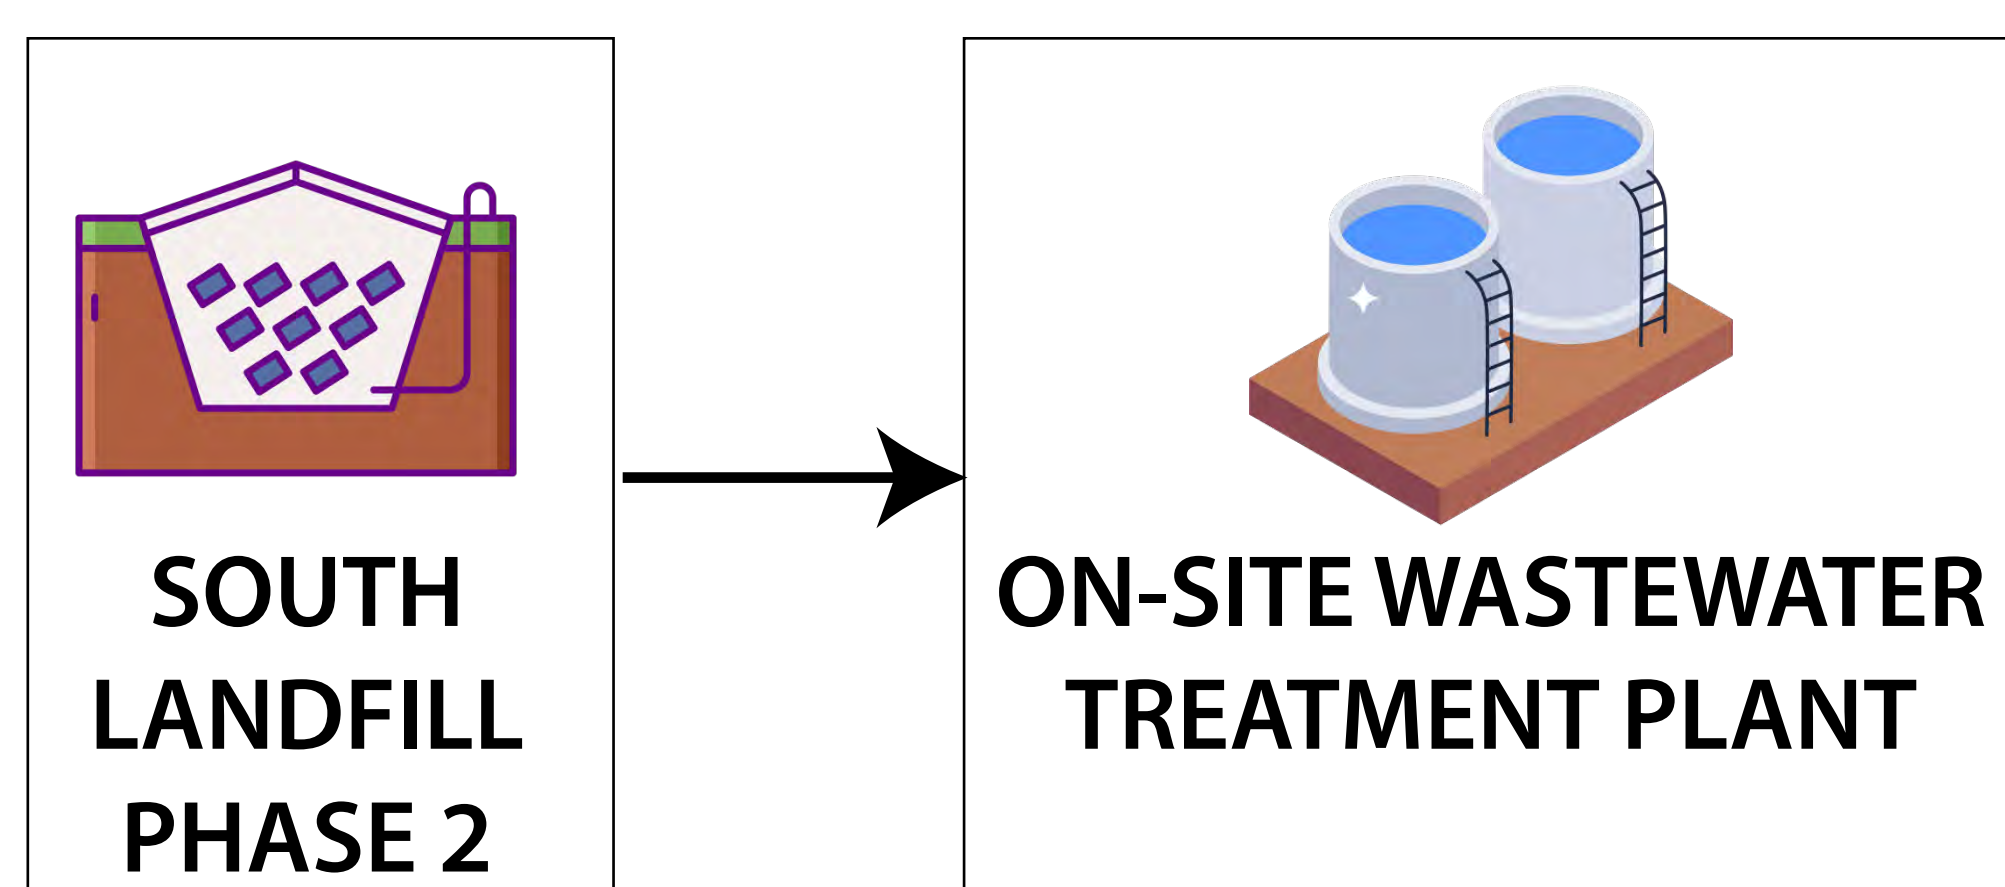 SOUTH
LANDFILL
PHASE 2
ON-SITE WASTEWATER
TREATMENT PLANT